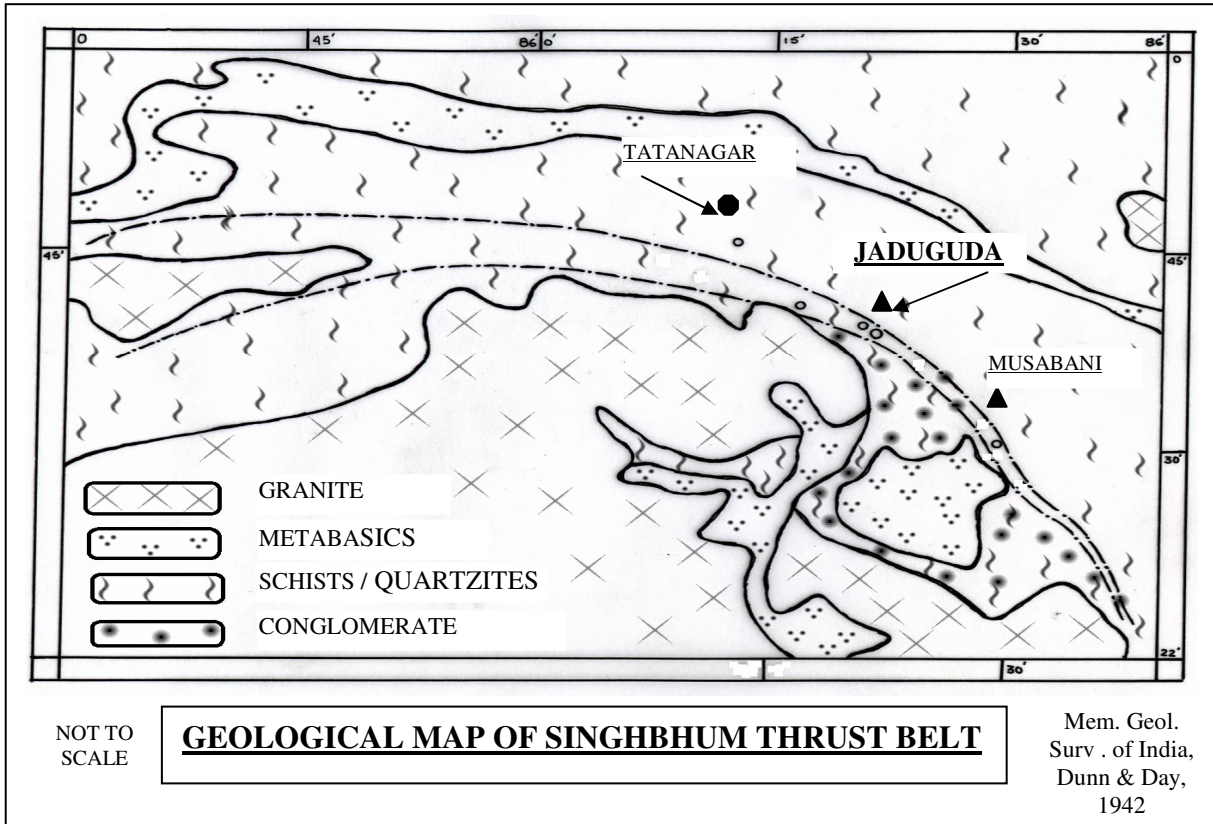 0 45' 86 0' 15' 30' 86'
0
TATANAGAR
45' JADUGUDA 45'
MUSABANI
30'
GRANITE
METABASICS
SCHISTS / QUARTZITES
CONGLOMERATE
22'
30'
NOT TO
SCALE
GEOLOGICAL MAP OF SINGHBHUM THRUST BELT
Mem. Geol.
Surv . of India,
Dunn & Day,
1942